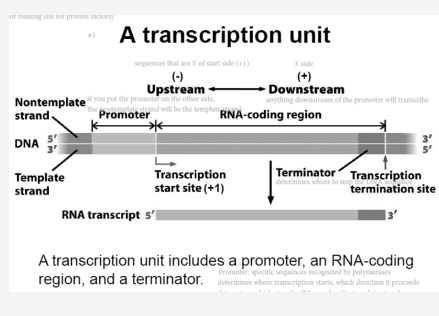 or binding site for protein factors)
#3
A transcription unit
sequences that are 5' of start side (+1)
3' side
(-)
(+)
Upstream
Downstream
Nontemplate
strand
if you put the promoter on the other side,
the nontemplate strand will be the template strand
anything downstream of the promoter will transcribe
Promoter
RNA-coding region
DNA
5′
3′
3′
5′
Template
strand
Transcription
start site (+1)
Terminator
determines where to stop the RNA sequence
Transcription
termination site
RNA transcript 5′
3′
A transcription unit includes a promoter, an RNA-coding
region, and a terminator.
Promoter: specific sequences recognized by polymerases
determines where transcription starts, which direction it proceeds